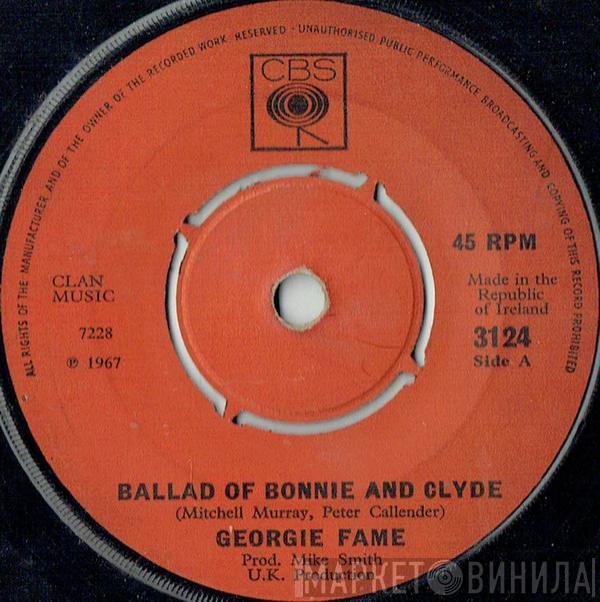 ALL RIGHTS OF THE MANUFACTURER AND OF THE OWNER OF THE RECORDED WORK RESERVED - UNAUTHORISED PUBLIC PERFORMANCE BROADCASTING AND COPYING OF THIS RECORD PROHIBITED
CBS
45 RPM
CLAN
MUSIC
Made in the
Republic
of Ireland
7228
3124
℗ 1967
Side A
BALLAD OF BONNIE AND CLYDE
(Mitchell Murray, Peter Callender)
GEORGIE FAME
Prod. Mike Smith
U.K. Production
МАРКЕТ ВИНИЛА